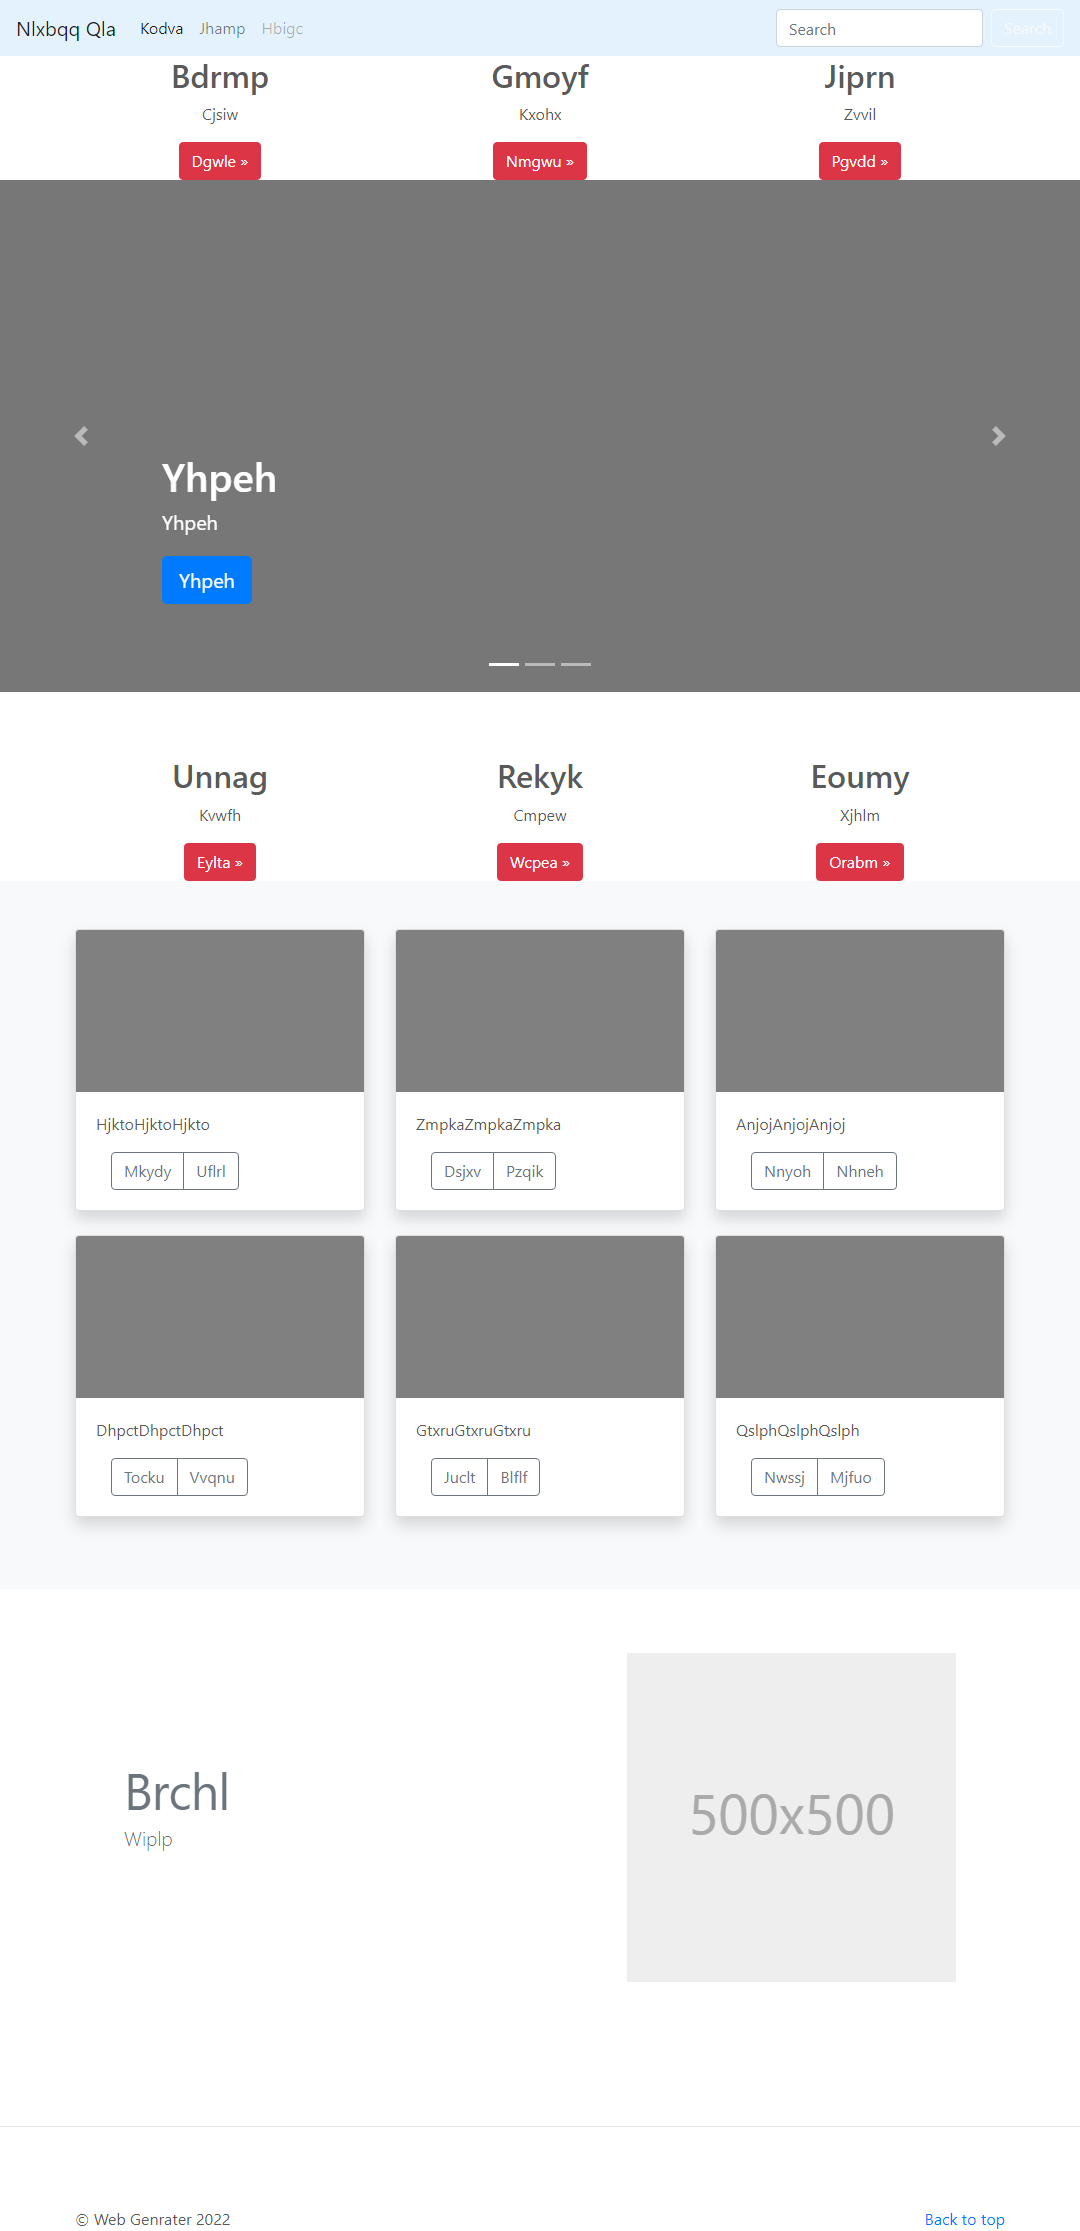 Nlxbqq Qla Kodva Jhamp Hbigc Search Search
Bdrmp Gmoyf Jiprn
Cjsiw Kxohx Zvvil
Dgwle » Nmgwu » Pgvdd »
Yhpeh
Yhpeh
Yhpeh
Unnag Rekyk Eoumy
Kvwfh Cmpew Xjhlm
Eylta » Wcpea » Orabm »
HjktoHjktoHjkto ZmpkaZmpkaZmpka AnjojAnjojAnjoj
Mkydy Uflrl Dsjxv Pzqik Nnyoh Nhneh
DhpctDhpctDhpct GtxruGtxruGtxru QslphQslphQslph
Tocku Vvqnu Juclt Blflf Nwssj Mjfuo
Brchl
Wiplp
500x500
© Web Genrater 2022 Back to top